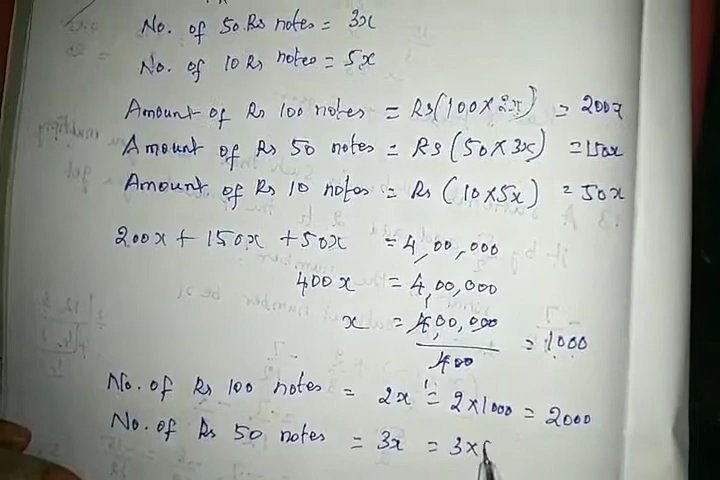 No. of 50 Rs notes = 3x
No. of 10 Rs notes = 5x
Amount of Rs 100 notes = Rs (100 × 2x) = 200x
Amount of Rs 50 notes = Rs (50 × 3x) = 150x
Amount of Rs 10 notes = Rs (10 × 5x) = 50x
200x + 150x + 50x = 4,00,000
400x = 4,00,000
x = 4,00,000 / 400 = 1000
No. of Rs 100 notes = 2x = 2 × 1000 = 2000
No. of Rs 50 notes = 3x = 3 ×